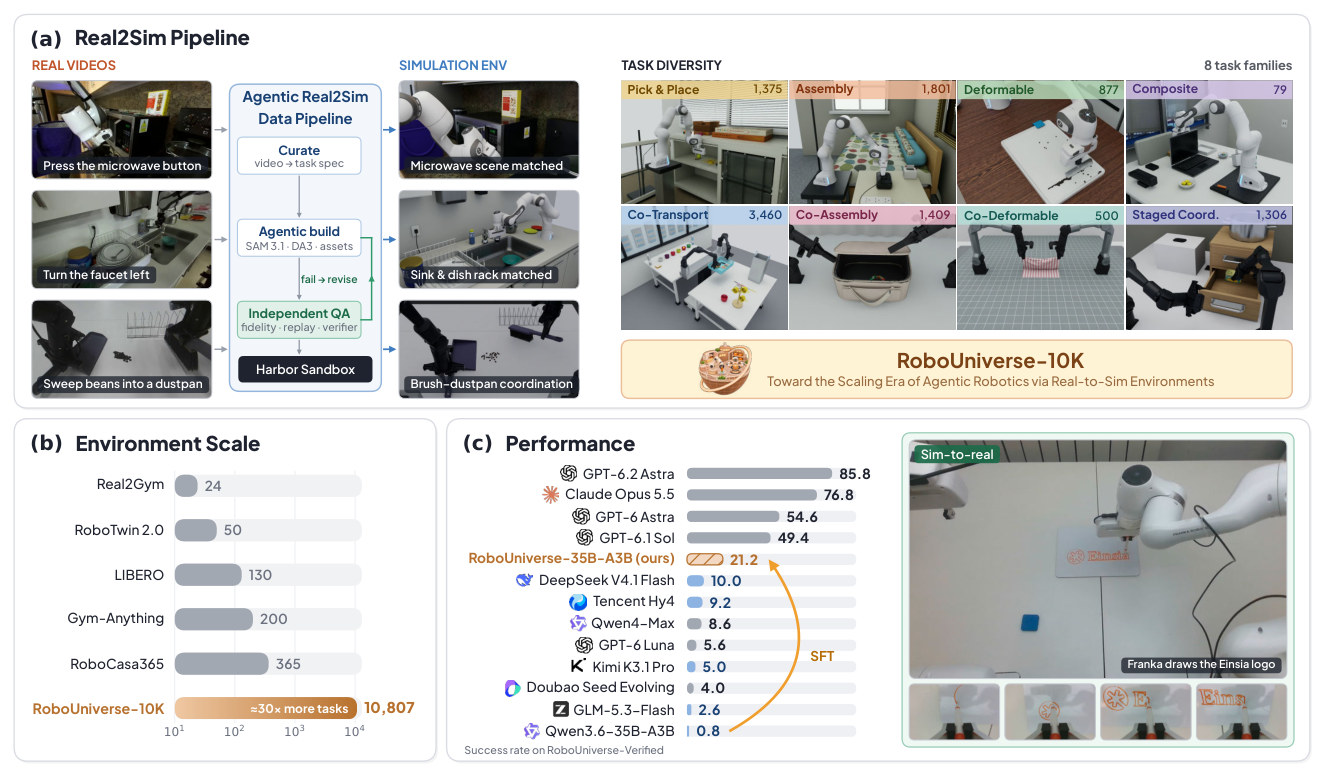 (a) Real2Sim Pipeline
REAL VIDEOS
Press the microwave button
Turn the faucet left
Sweep beans into a dustpan
Agentic Real2Sim
Data Pipeline
Curate
video → task spec
Agentic build
SAM 3.1 · DA3 · assets
fail → revise
Independent QA
fidelity · replay · verifier
Harbor Sandbox
SIMULATION ENV
Microwave scene matched
Sink & dish rack matched
Brush-dustpan coordination
TASK DIVERSITY
8 task families
Pick & Place 1,375
Assembly 1,801
Deformable 877
Composite 79
Co-Transport 3,460
Co-Assembly 1,409
Co-Deformable 500
Staged Coord. 1,306
RoboUniverse-10K
Toward the Scaling Era of Agentic Robotics via Real-to-Sim Environments
(b) Environment Scale
Real2Gym 24
RoboTwin 2.0 50
LIBERO 130
Gym-Anything 200
RoboCasa365 365
RoboUniverse-10K ≈30× more tasks 10,807
10¹ 10² 10³ 10⁴
(c) Performance
GPT-6.2 Astra 85.8
Claude Opus 5.5 76.8
GPT-6 Astra 54.6
GPT-6.1 Sol 49.4
RoboUniverse-35B-A3B (ours) 21.2
DeepSeek V4.1 Flash 10.0
Tencent Hy4 9.2
Qwen4-Max 8.6
GPT-6 Luna 5.6
Kimi K3.1 Pro 5.0
Doubao Seed Evolving 4.0
GLM-5.3-Flash 2.6
Qwen3.6-35B-A3B 0.8
SFT
Success rate on RoboUniverse-Verified
Sim-to-real
Einsia
Franka draws the Einsia logo